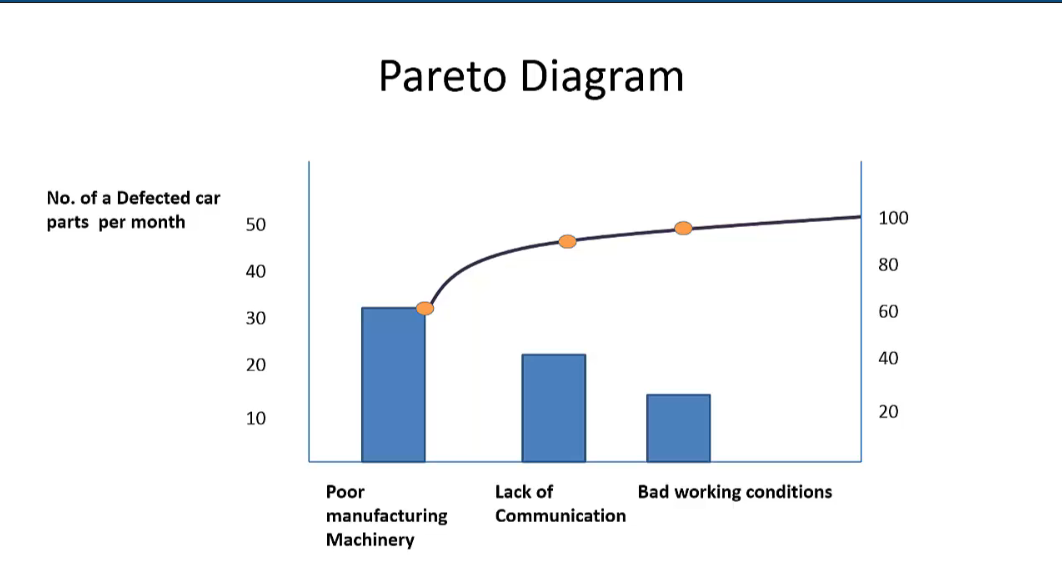 Pareto Diagram
No. of a Defected car
parts per month
50
40
30
20
10
100
80
60
40
20
Poor
manufacturing
Machinery
Lack of
Communication
Bad working conditions